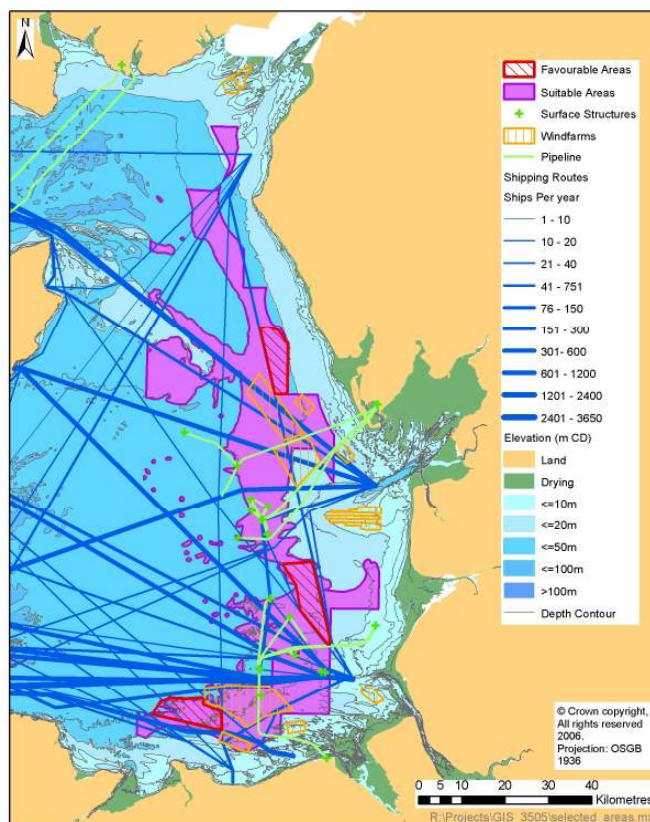 N
Favourable Areas
Suitable Areas
Surface Structures
Windfarms
Pipeline
Shipping Routes
Ships Per year
1 - 10
10 - 20
21 - 40
41 - 751
76 - 150
151 - 300
301- 600
601 - 1200
1201 - 2400
2401 - 3650
Elevation (m CD)
Land
Drying
<=10m
<=20m
<=50m
<=100m
>100m
Depth Contour
© Crown copyright,
All rights reserved
2006.
Projection: OSGB
1936
0 5 10 20 30 40
Kilometres
R:\Projects\GIS_3505\selected_areas.mx